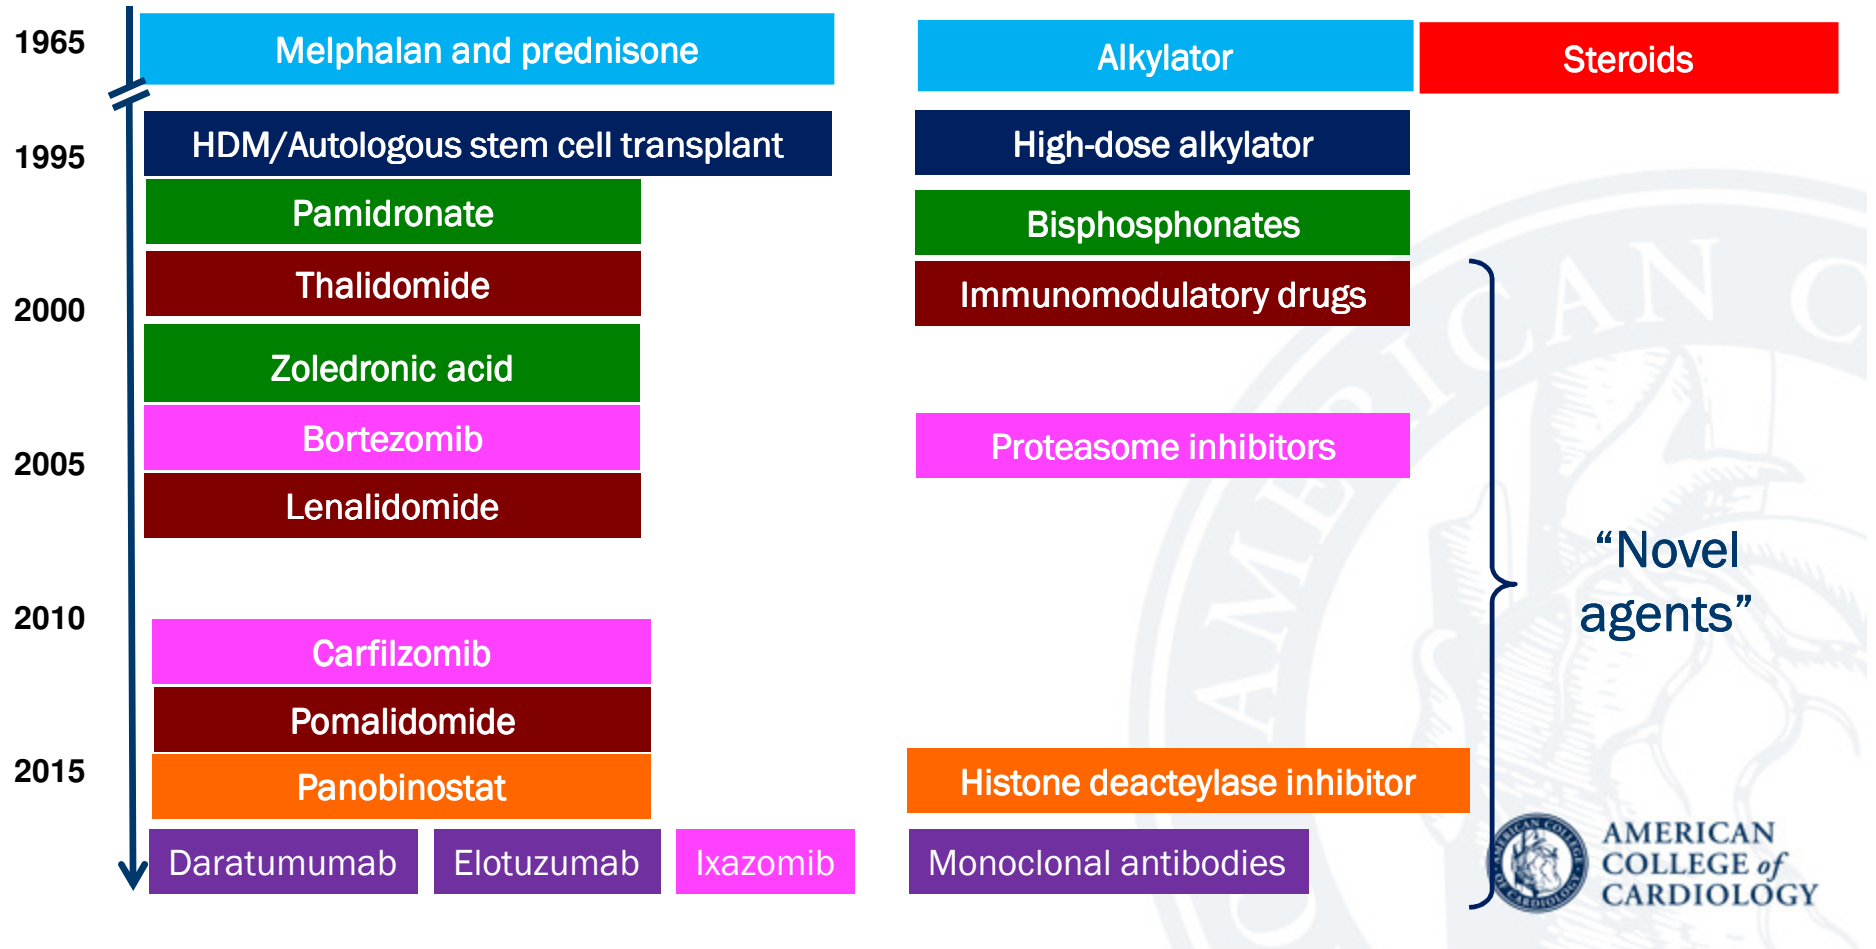 1965
Melphalan and prednisone
Alkylator
Steroids
1995
HDM/Autologous stem cell transplant
High-dose alkylator
Pamidronate
Bisphosphonates
Thalidomide
Immunomodulatory drugs
2000
Zoledronic acid
Bortezomib
Proteasome inhibitors
2005
Lenalidomide
“Novel
agents”
2010
Carfilzomib
Pomalidomide
2015
Panobinostat
Histone deacteylase inhibitor
Daratumumab
Elotuzumab
Ixazomib
Monoclonal antibodies
AMERICAN
COLLEGE of
CARDIOLOGY
AMERICAN C